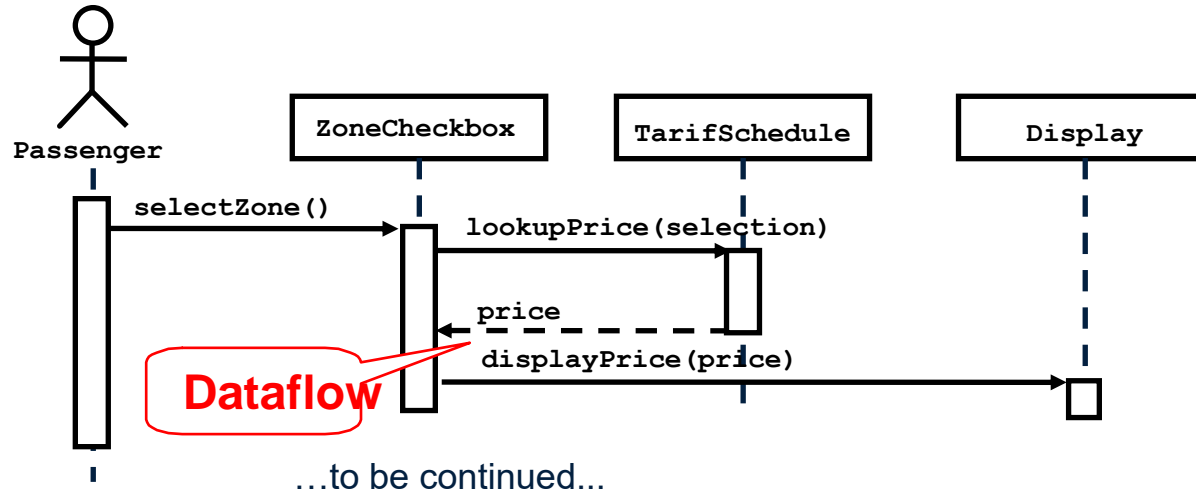 Passenger
ZoneCheckbox
TarifSchedule
Display
selectZone()
lookupPrice(selection)
price
displayPrice(price)
Dataflow
…to be continued...